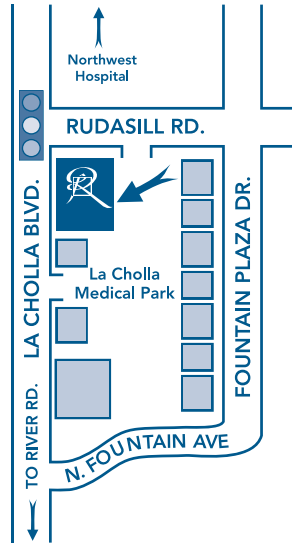 Northwest
Hospital
RUDASILL RD.
LA CHOLLA BLVD.
La Cholla
Medical Park
FOUNTAIN PLAZA DR.
N. FOUNTAIN AVE
TO RIVER RD.